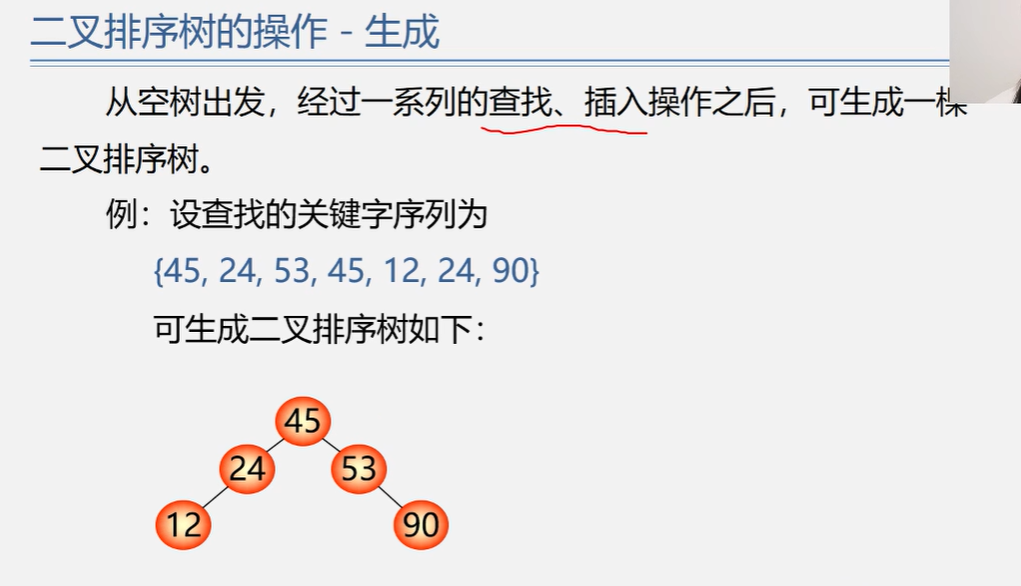 二叉排序树的操作 - 生成
从空树出发，经过一系列的查找、插入操作之后，可生成一棵
二叉排序树。
例：设查找的关键字序列为
{45, 24, 53, 45, 12, 24, 90}
可生成二叉排序树如下：
45
24 53
12 90